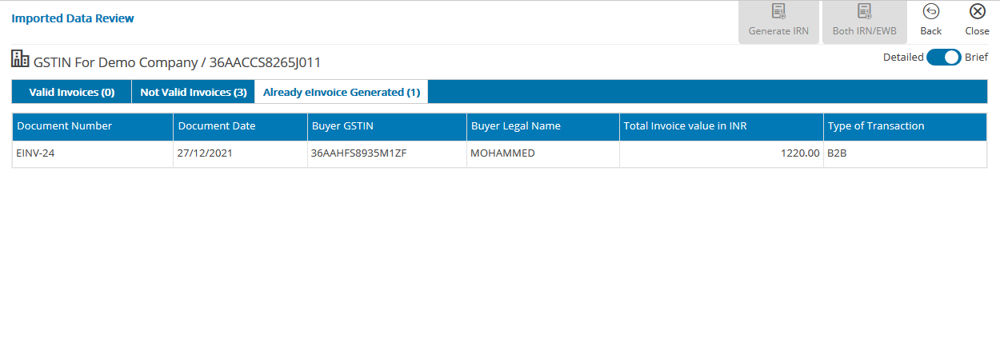 Imported Data Review
Generate IRN
Both IRN/EWB
Back
Close
GSTIN For Demo Company / 36AACCS8265J011
Detailed
Brief
Valid Invoices (0)
Not Valid Invoices (3)
Already eInvoice Generated (1)
Document Number
Document Date
Buyer GSTIN
Buyer Legal Name
Total Invoice value in INR
Type of Transaction
EINV-24
27/12/2021
36AAHFS8935M1ZF
MOHAMMED
1220.00
B2B